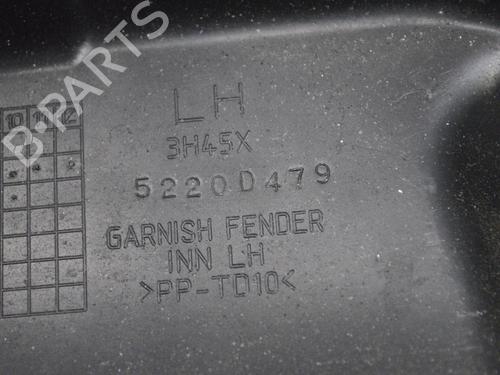 B-PARTS
LH
3H45X
5220D479
GARNISH FENDER
INN LH
>PP-TD10<
10 11 12